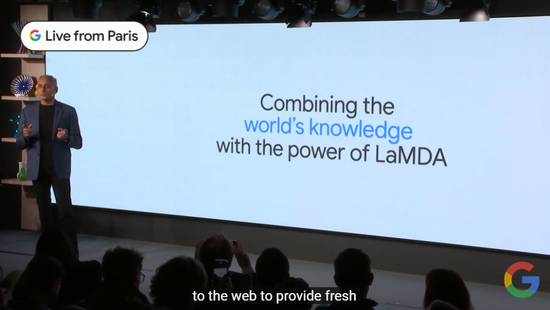 Live from Paris
Combining the
world's knowledge
with the power of LaMDA
to the web to provide fresh